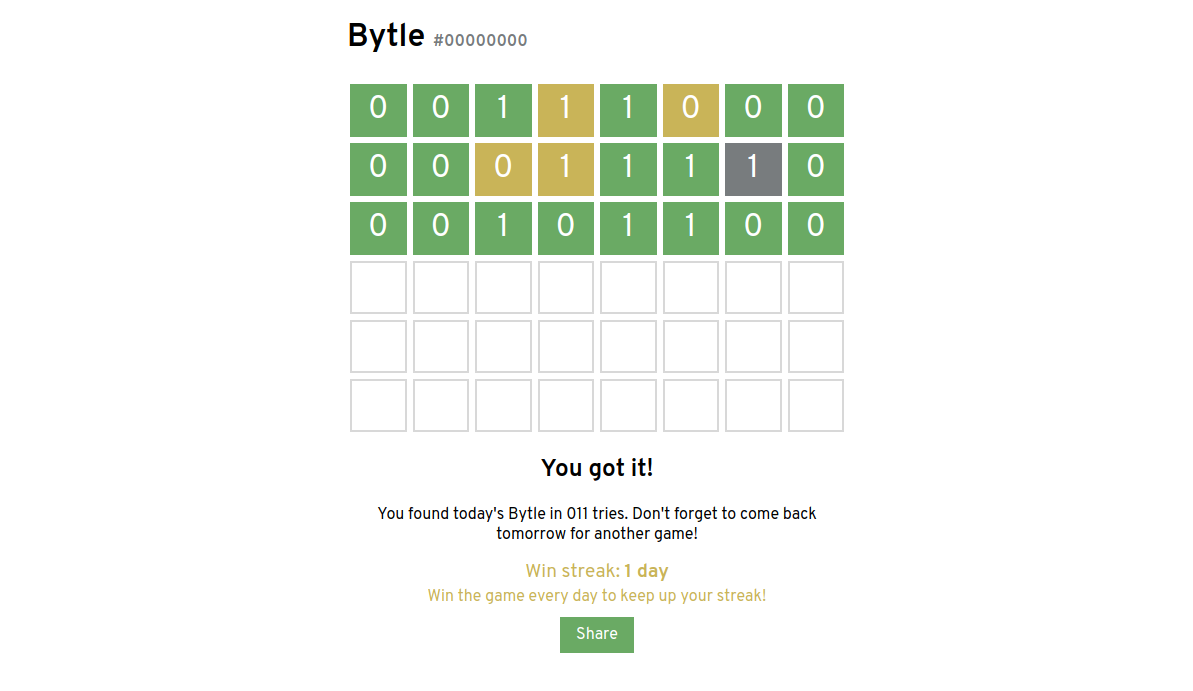 Bytle #00000000
0 0 1 1 1 0 0 0
0 0 0 1 1 1 1 0
0 0 1 0 1 1 0 0
You got it!
You found today's Bytle in 011 tries. Don't forget to come back
tomorrow for another game!
Win streak: 1 day
Win the game every day to keep up your streak!
Share